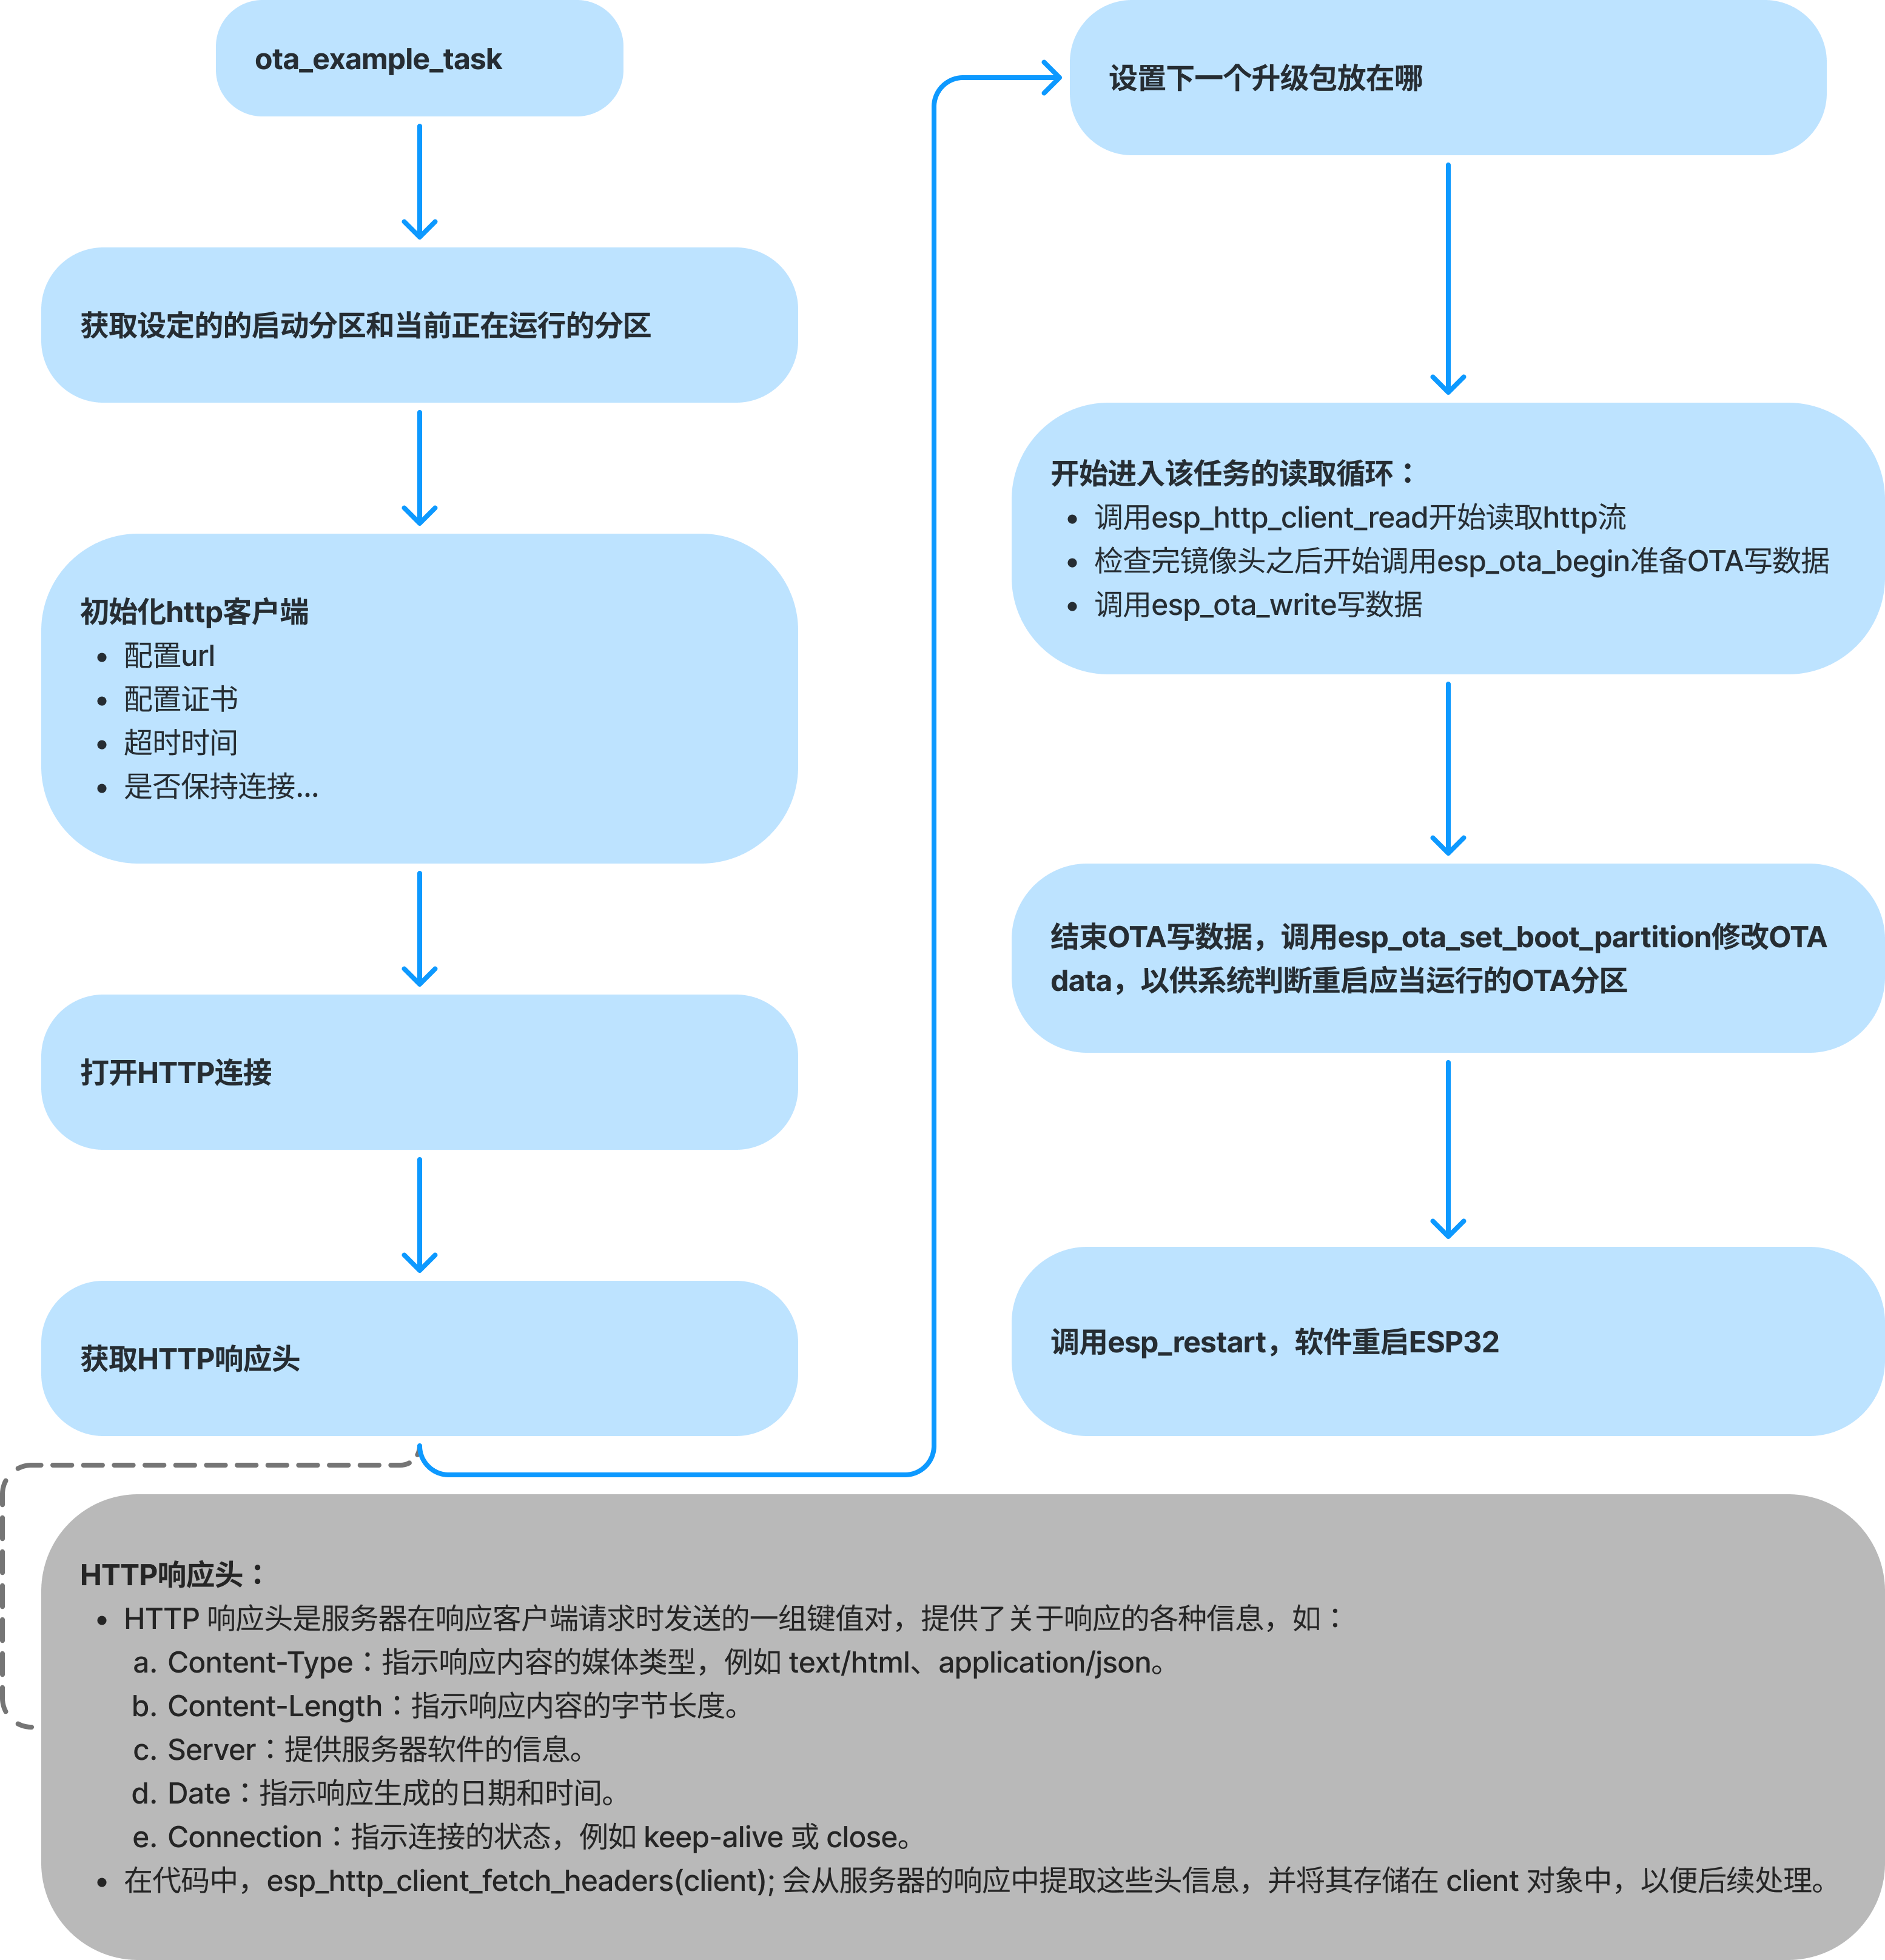 ota_example_task
获取设定的的启动分区和当前正在运行的分区
初始化http客户端
• 配置url
• 配置证书
• 超时时间
• 是否保持连接...
打开HTTP连接
获取HTTP响应头
设置下一个升级包放在哪
开始进入该任务的读取循环：
• 调用esp_http_client_read开始读取http流
• 检查完镜像头之后开始调用esp_ota_begin准备OTA写数据
• 调用esp_ota_write写数据
结束OTA写数据，调用esp_ota_set_boot_partition修改OTA
data，以供系统判断重启应当运行的OTA分区
调用esp_restart，软件重启ESP32
HTTP响应头：
• HTTP 响应头是服务器在响应客户端请求时发送的一组键值对，提供了关于响应的各种信息，如：
a. Content-Type：指示响应内容的媒体类型，例如 text/html、application/json。
b. Content-Length：指示响应内容的字节长度。
c. Server：提供服务器软件的信息。
d. Date：指示响应生成的日期和时间。
e. Connection：指示连接的状态，例如 keep-alive 或 close。
• 在代码中，esp_http_client_fetch_headers(client); 会从服务器的响应中提取这些头信息，并将其存储在 client 对象中，以便后续处理。